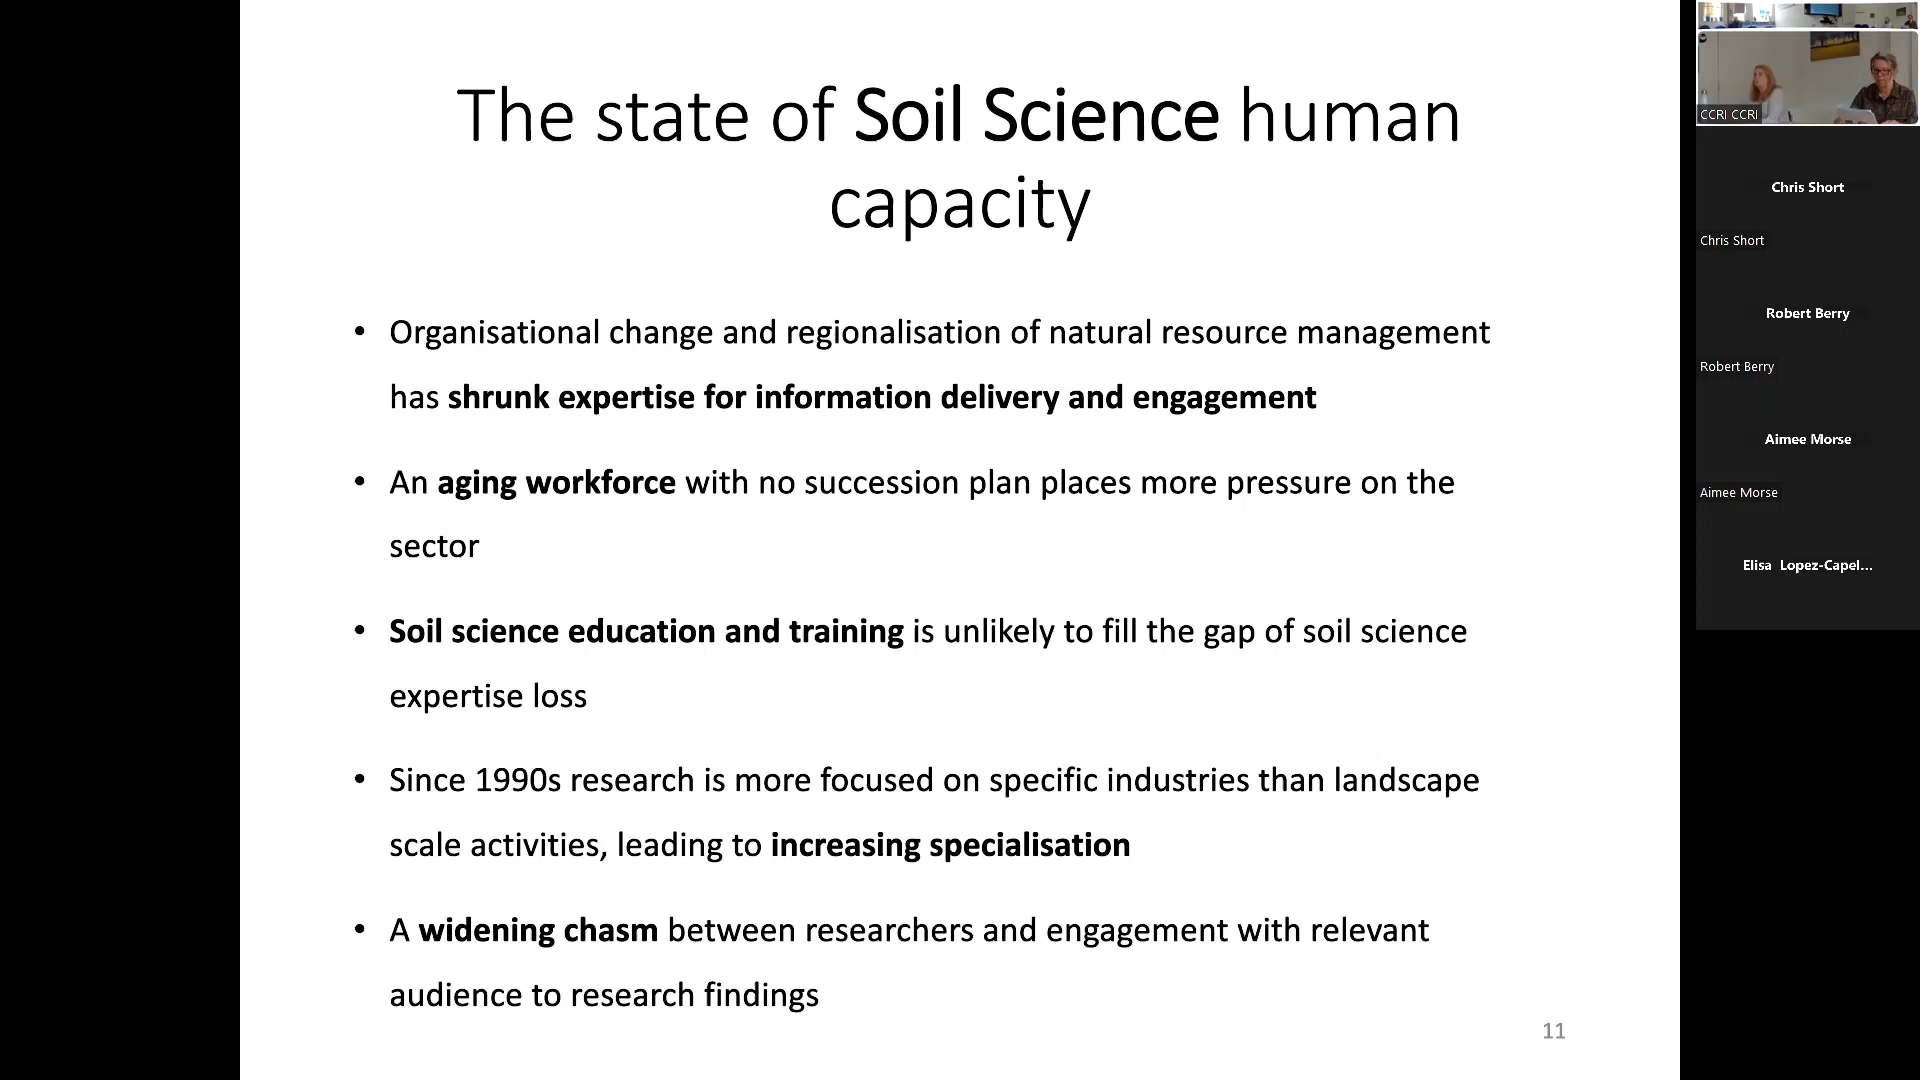 The state of Soil Science human
capacity
• Organisational change and regionalisation of natural resource management
has shrunk expertise for information delivery and engagement
• An aging workforce with no succession plan places more pressure on the
sector
• Soil science education and training is unlikely to fill the gap of soil science
expertise loss
• Since 1990s research is more focused on specific industries than landscape
scale activities, leading to increasing specialisation
• A widening chasm between researchers and engagement with relevant
audience to research findings
11
CCRI CCRI
Chris Short
Chris Short
Robert Berry
Robert Berry
Aimee Morse
Aimee Morse
Elisa Lopez-Capel...